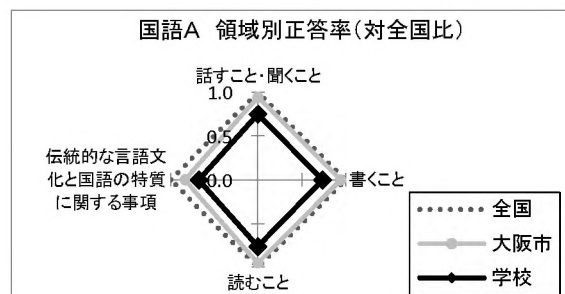 国語A 領域別正答率(対全国比)
話すこと・聞くこと
1.0
0.5
0.0
伝統的な言語文
化と国語の特質
に関する事項
書くこと
読むこと
全国
大阪市
学校